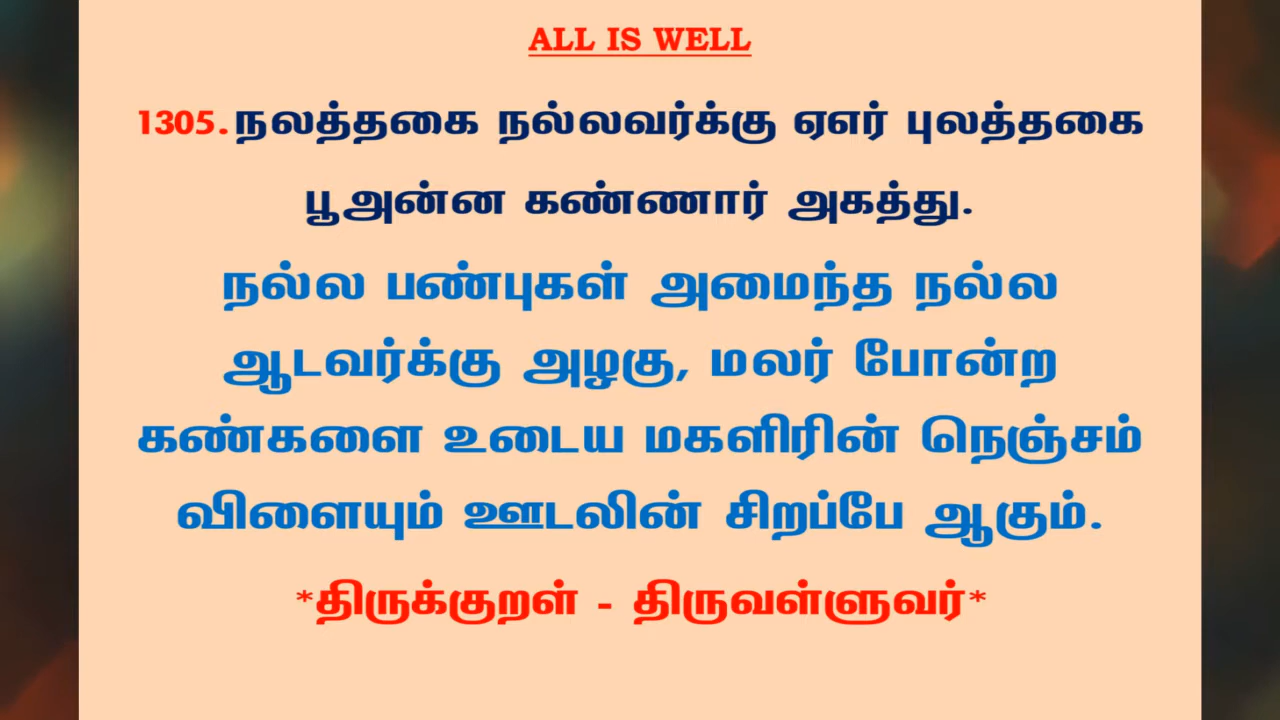 ALL IS WELL
1305. நலத்தகை நல்லவர்க்கு ஏஎர் புலத்தகை
பூஅன்ன கண்ணார் அகத்து.
நல்ல பண்புகள் அமைந்த நல்ல
ஆடவர்க்கு அழகு, மலர் போன்ற
கண்களை உடைய மகளிரின் நெஞ்சம்
விளையும் ஊடலின் சிறப்பே ஆகும்.
*திருக்குறள் - திருவள்ளுவர்*